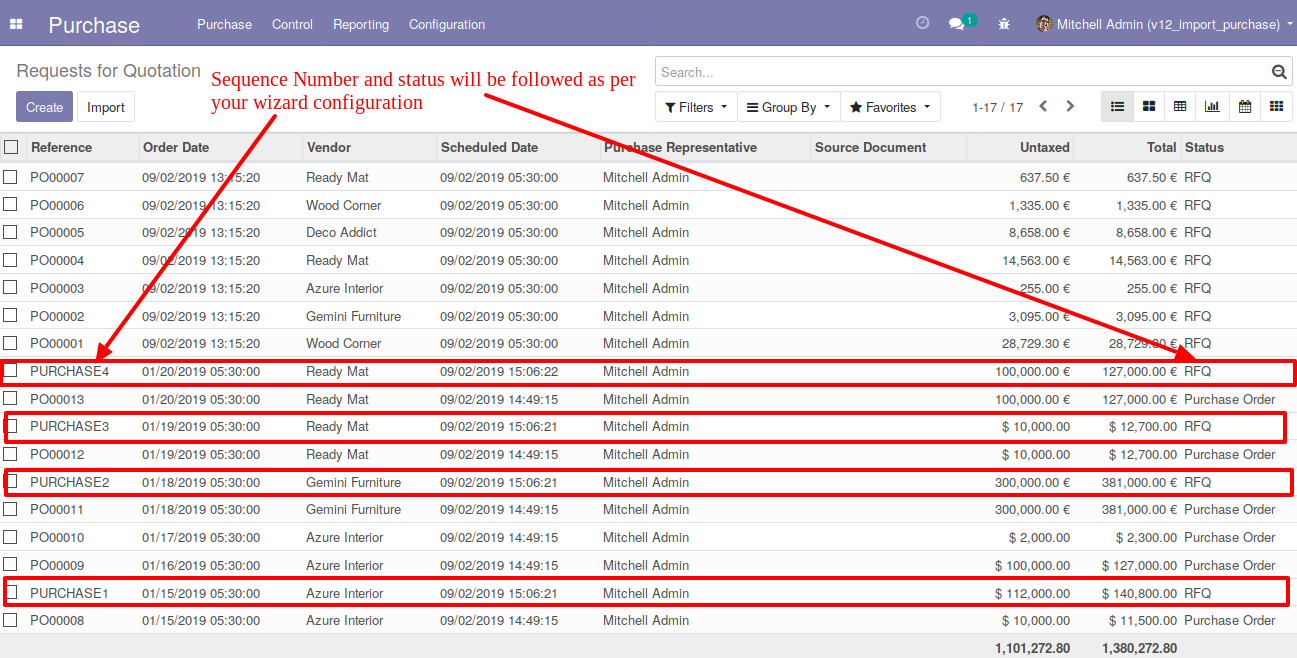 Purchase Purchase Control Reporting Configuration 1 Mitchell Admin (v12_import_purchase)
Requests for Quotation Search...
Sequence Number and status will be followed as per
your wizard configuration
Create Import Filters Group By Favorites 1-17 / 17
Reference Order Date Vendor Scheduled Date Purchase Representative Source Document Untaxed Total Status
PO00007 09/02/2019 13:15:20 Ready Mat 09/02/2019 05:30:00 Mitchell Admin 637.50 € 637.50 € RFQ
PO00006 09/02/2019 13:15:20 Wood Corner 09/02/2019 05:30:00 Mitchell Admin 1,335.00 € 1,335.00 € RFQ
PO00005 09/02/2019 13:15:20 Deco Addict 09/02/2019 05:30:00 Mitchell Admin 8,658.00 € 8,658.00 € RFQ
PO00004 09/02/2019 13:15:20 Ready Mat 09/02/2019 05:30:00 Mitchell Admin 14,563.00 € 14,563.00 € RFQ
PO00003 09/02/2019 13:15:20 Azure Interior 09/02/2019 05:30:00 Mitchell Admin 255.00 € 255.00 € RFQ
PO00002 09/02/2019 13:15:20 Gemini Furniture 09/02/2019 05:30:00 Mitchell Admin 3,095.00 € 3,095.00 € RFQ
PO00001 09/02/2019 13:15:20 Wood Corner 09/02/2019 05:30:00 Mitchell Admin 28,729.30 € 28,729.30 € RFQ
PURCHASE4 01/20/2019 05:30:00 Ready Mat 09/02/2019 15:06:22 Mitchell Admin 100,000.00 € 127,000.00 € RFQ
PO00013 01/20/2019 05:30:00 Ready Mat 09/02/2019 14:49:15 Mitchell Admin 100,000.00 € 127,000.00 € Purchase Order
PURCHASE3 01/19/2019 05:30:00 Ready Mat 09/02/2019 15:06:21 Mitchell Admin $ 10,000.00 $ 12,700.00 RFQ
PO00012 01/19/2019 05:30:00 Ready Mat 09/02/2019 14:49:15 Mitchell Admin $ 10,000.00 $ 12,700.00 Purchase Order
PURCHASE2 01/18/2019 05:30:00 Gemini Furniture 09/02/2019 15:06:21 Mitchell Admin 300,000.00 € 381,000.00 € RFQ
PO00011 01/18/2019 05:30:00 Gemini Furniture 09/02/2019 14:49:15 Mitchell Admin 300,000.00 € 381,000.00 € Purchase Order
PO00010 01/17/2019 05:30:00 Azure Interior 09/02/2019 14:49:15 Mitchell Admin $ 2,000.00 $ 2,300.00 Purchase Order
PO00009 01/16/2019 05:30:00 Azure Interior 09/02/2019 14:49:15 Mitchell Admin $ 100,000.00 $ 127,000.00 Purchase Order
PURCHASE1 01/15/2019 05:30:00 Azure Interior 09/02/2019 15:06:21 Mitchell Admin $ 112,000.00 $ 140,800.00 RFQ
PO00008 01/15/2019 05:30:00 Azure Interior 09/02/2019 14:49:15 Mitchell Admin $ 10,000.00 $ 11,500.00 Purchase Order
1,101,272.80 1,380,272.80